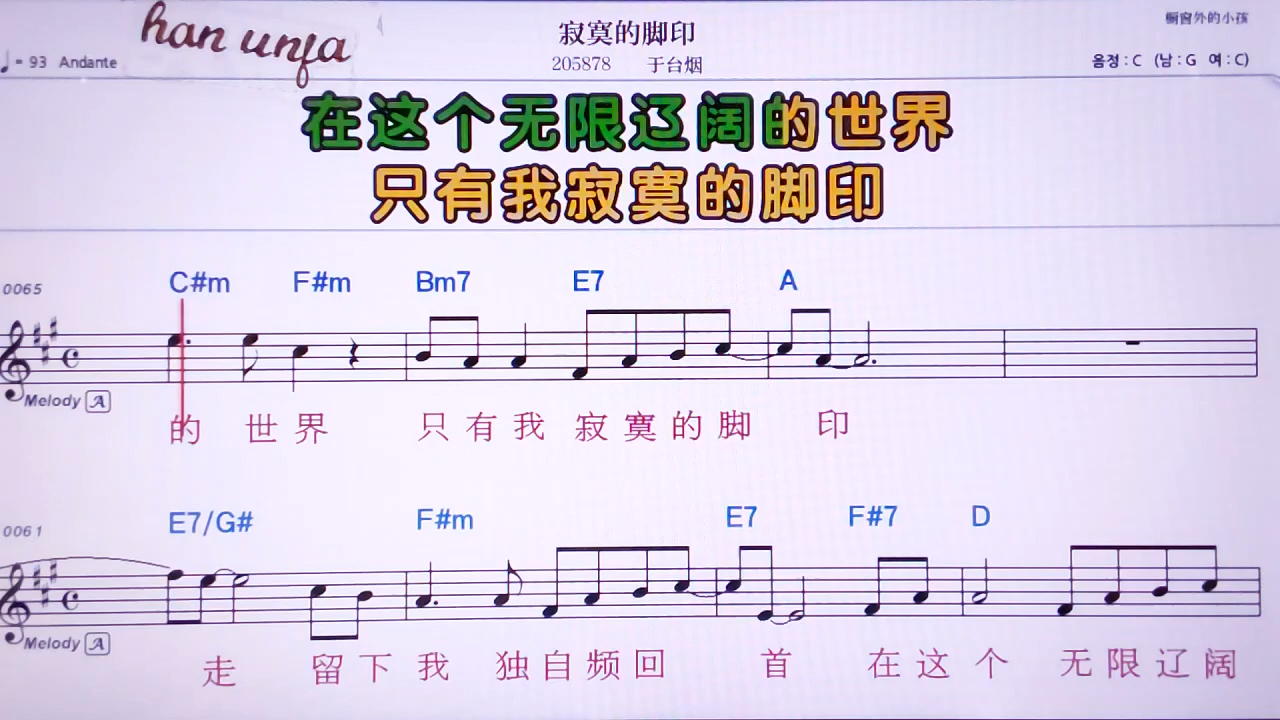 han unfa
寂寞的脚印
橱窗外的小孩
♩= 93 Andante
205878 于台烟
음정 : C (남 : G 여 : C)
在这个无限辽阔的世界
只有我寂寞的脚印
0065
C#m F#m Bm7 E7 A
Melody A
的 世 界 只 有 我 寂 寞 的 脚 印
0061
E7/G# F#m E7 F#7 D
Melody A
走 留 下 我 独 自 频 回 首 在 这 个 无 限 辽 阔